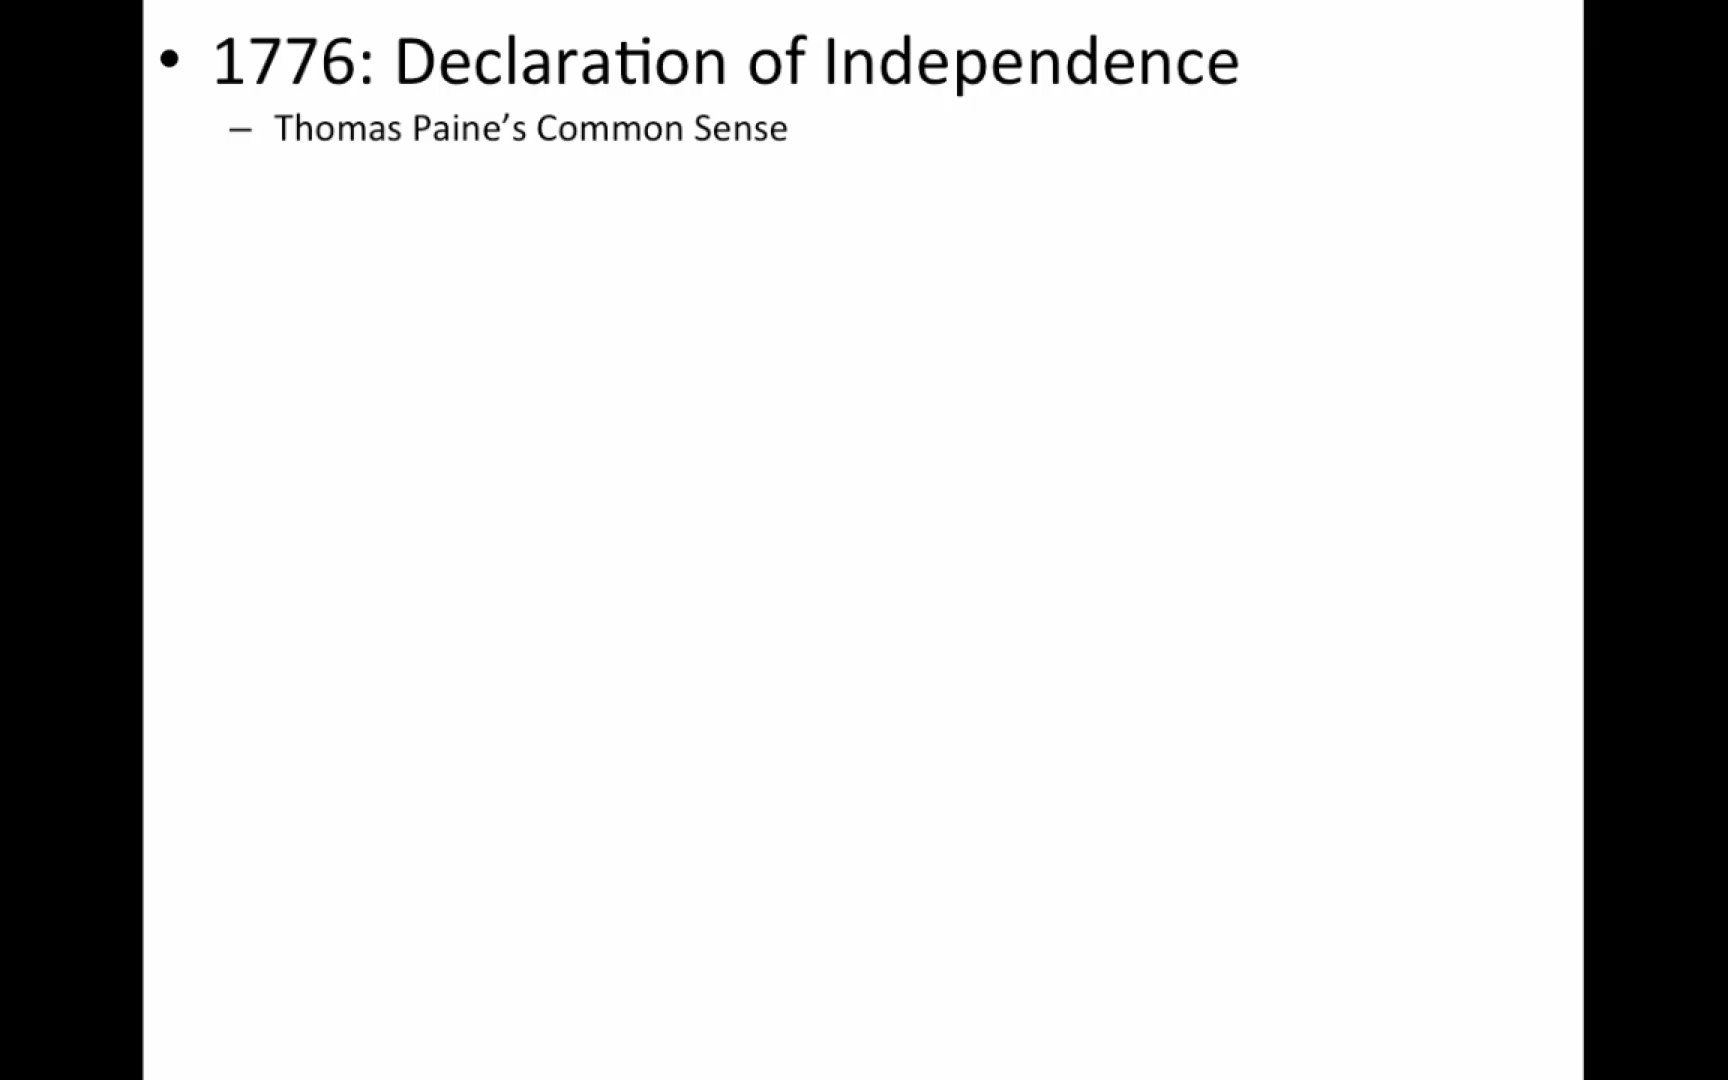 • 1776: Declaration of Independence
– Thomas Paine’s Common Sense